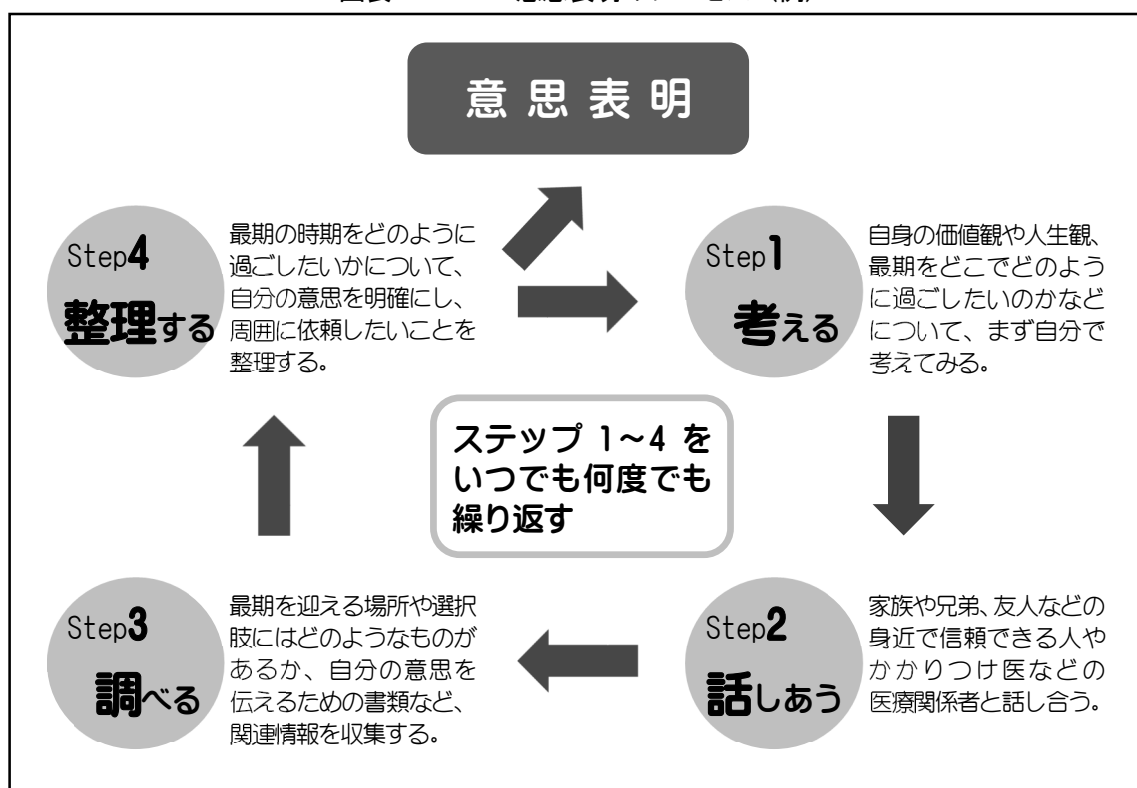 意思表明
Step4
整理する
最期の時期をどのように
過ごしたいかについて、
自分の意思を明確にし、
周囲に依頼したいことを
整理する。
Step1
考える
自身の価値観や人生観、
最期をどこでどのよう
に過ごしたいのかなど
について、まず自分で
考えてみる。
ステップ 1～4 を
いつでも何度でも
繰り返す
Step3
調べる
最期を迎える場所や選択
肢にはどのようなものが
あるか、自分の意思を
伝えるための書類など、
関連情報を収集する。
Step2
話しあう
家族や兄弟、友人などの
身近で信頼できる人や
かかりつけ医などの
医療関係者と話し合う。